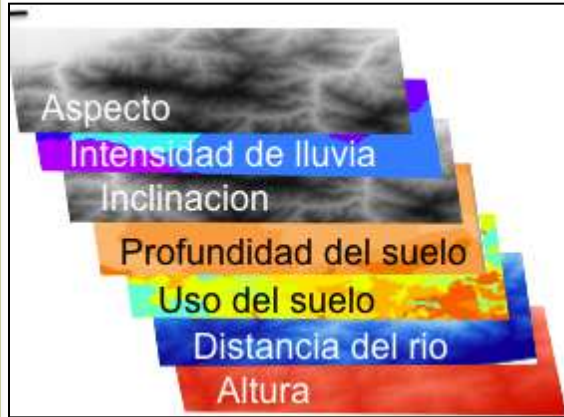 Aspecto
Intensidad de lluvia
Inclinacion
Profundidad del suelo
Uso del suelo
Distancia del rio
Altura